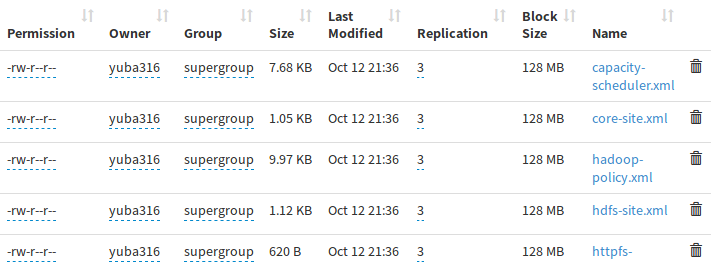 Permission Owner Group Size Last Modified Replication Block Size Name
-rw-r--r-- yuba316 supergroup 7.68 KB Oct 12 21:36 3 128 MB capacity-
scheduler.xml
-rw-r--r-- yuba316 supergroup 1.05 KB Oct 12 21:36 3 128 MB core-site.xml
-rw-r--r-- yuba316 supergroup 9.97 KB Oct 12 21:36 3 128 MB hadoop-
policy.xml
-rw-r--r-- yuba316 supergroup 1.12 KB Oct 12 21:36 3 128 MB hdfs-site.xml
-rw-r--r-- yuba316 supergroup 620 B Oct 12 21:36 3 128 MB httpfs-